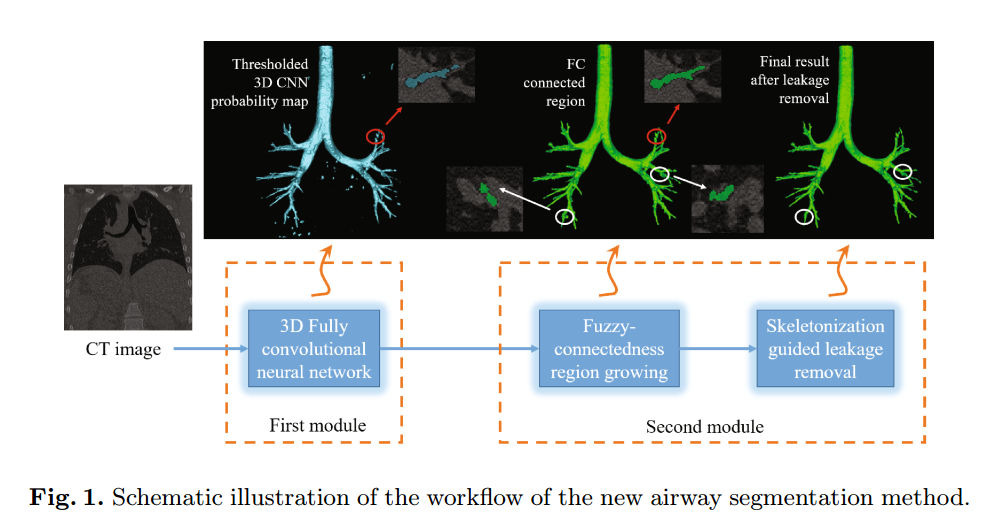 Thresholded
3D CNN
probability map
FC
connected
region
Final result
after leakage
removal
CT image
3D Fully
convolutional
neural network
First module
Fuzzy-
connectedness
region growing
Skeletonization
guided leakage
removal
Second module
Fig. 1. Schematic illustration of the workflow of the new airway segmentation method.